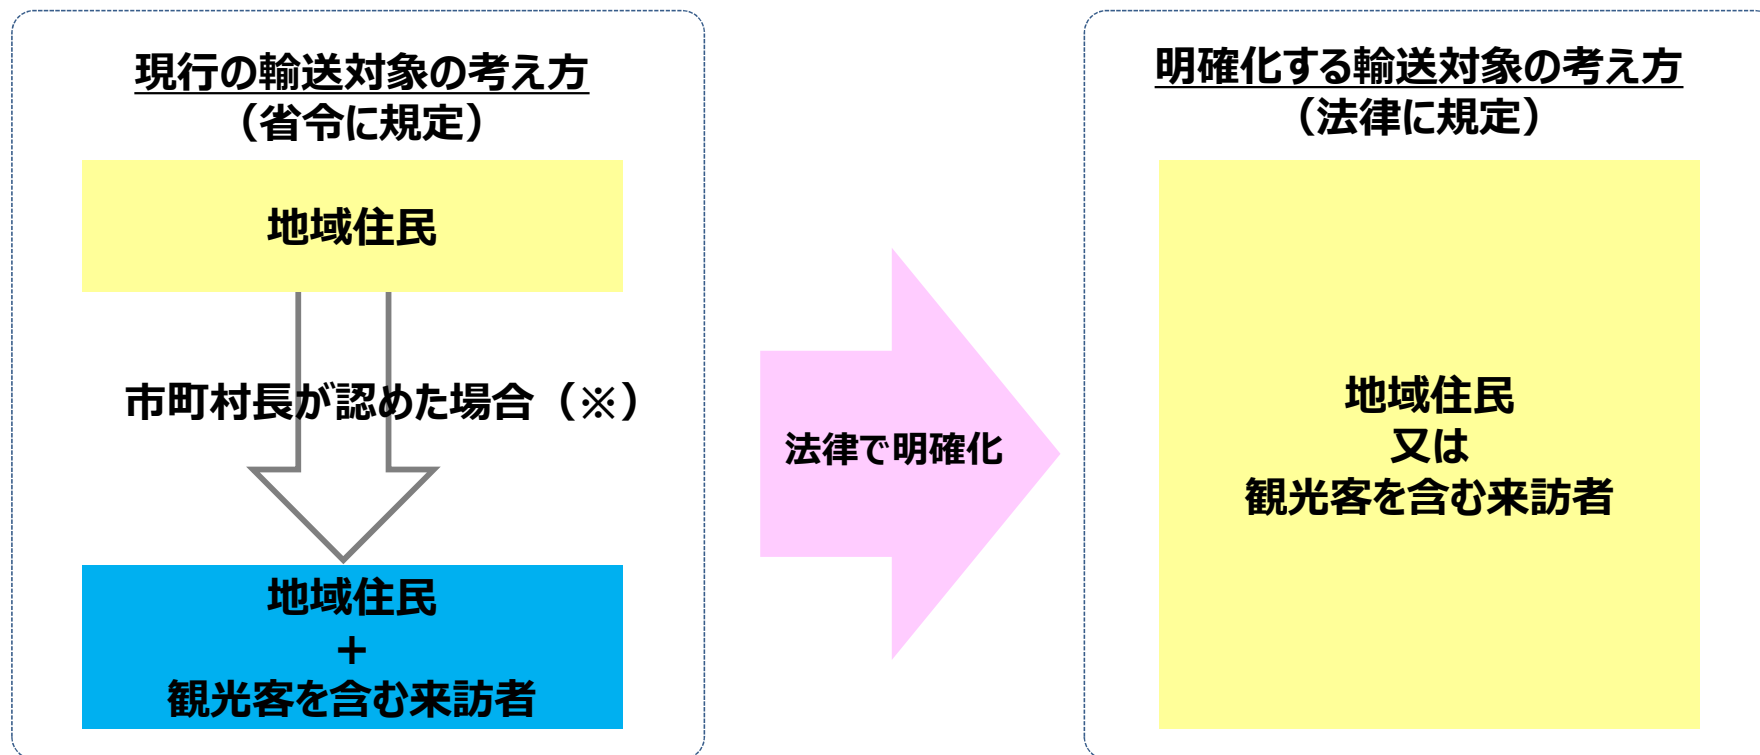 現行の輸送対象の考え方
（省令に規定）
地域住民
市町村長が認めた場合（※）
地域住民
＋
観光客を含む来訪者
法律で明確化
明確化する輸送対象の考え方
（法律に規定）
地域住民
又は
観光客を含む来訪者